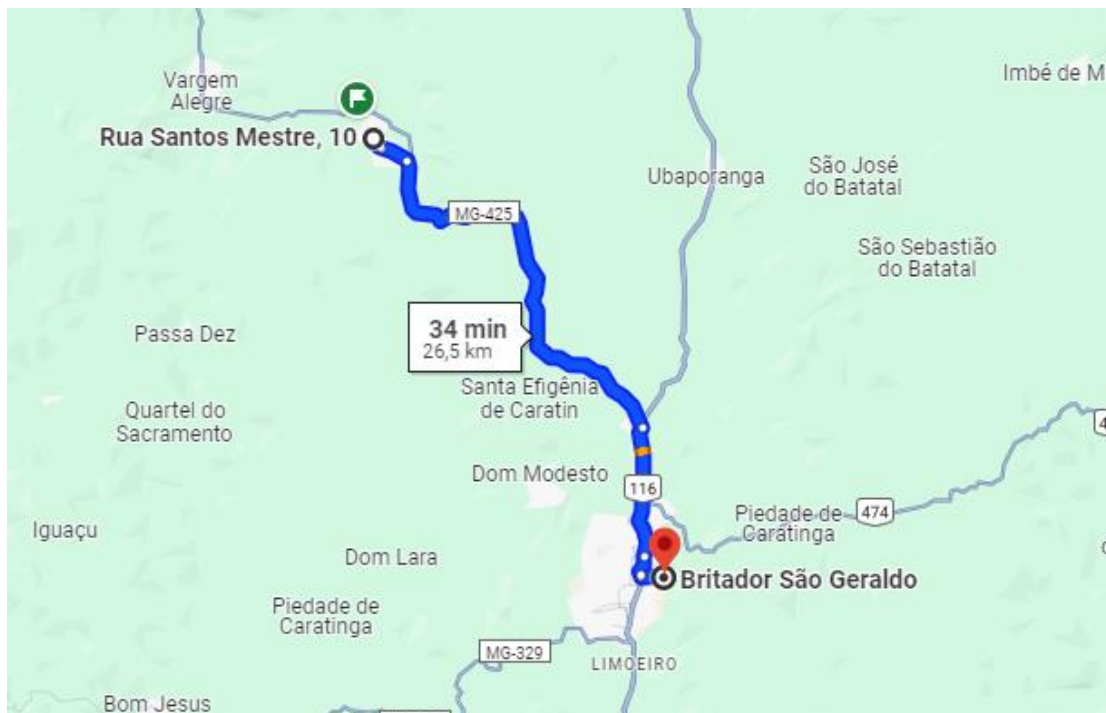 Vargem
Alegre
Imbé de M
Rua Santos Mestre, 10
Ubaporanga
São José
do Batatal
MG-425
São Sebastião
do Batatal
34 min
26,5 km
Passa Dez
Santa Efigênia
de Caratin
Quartel do
Sacramento
4
Dom Modesto
116
Iguaçu
Piedade de
Caratinga
474
Dom Lara
Britador São Geraldo
Piedade de
Caratinga
MG-329
LIMOEIRO
Bom Jesus